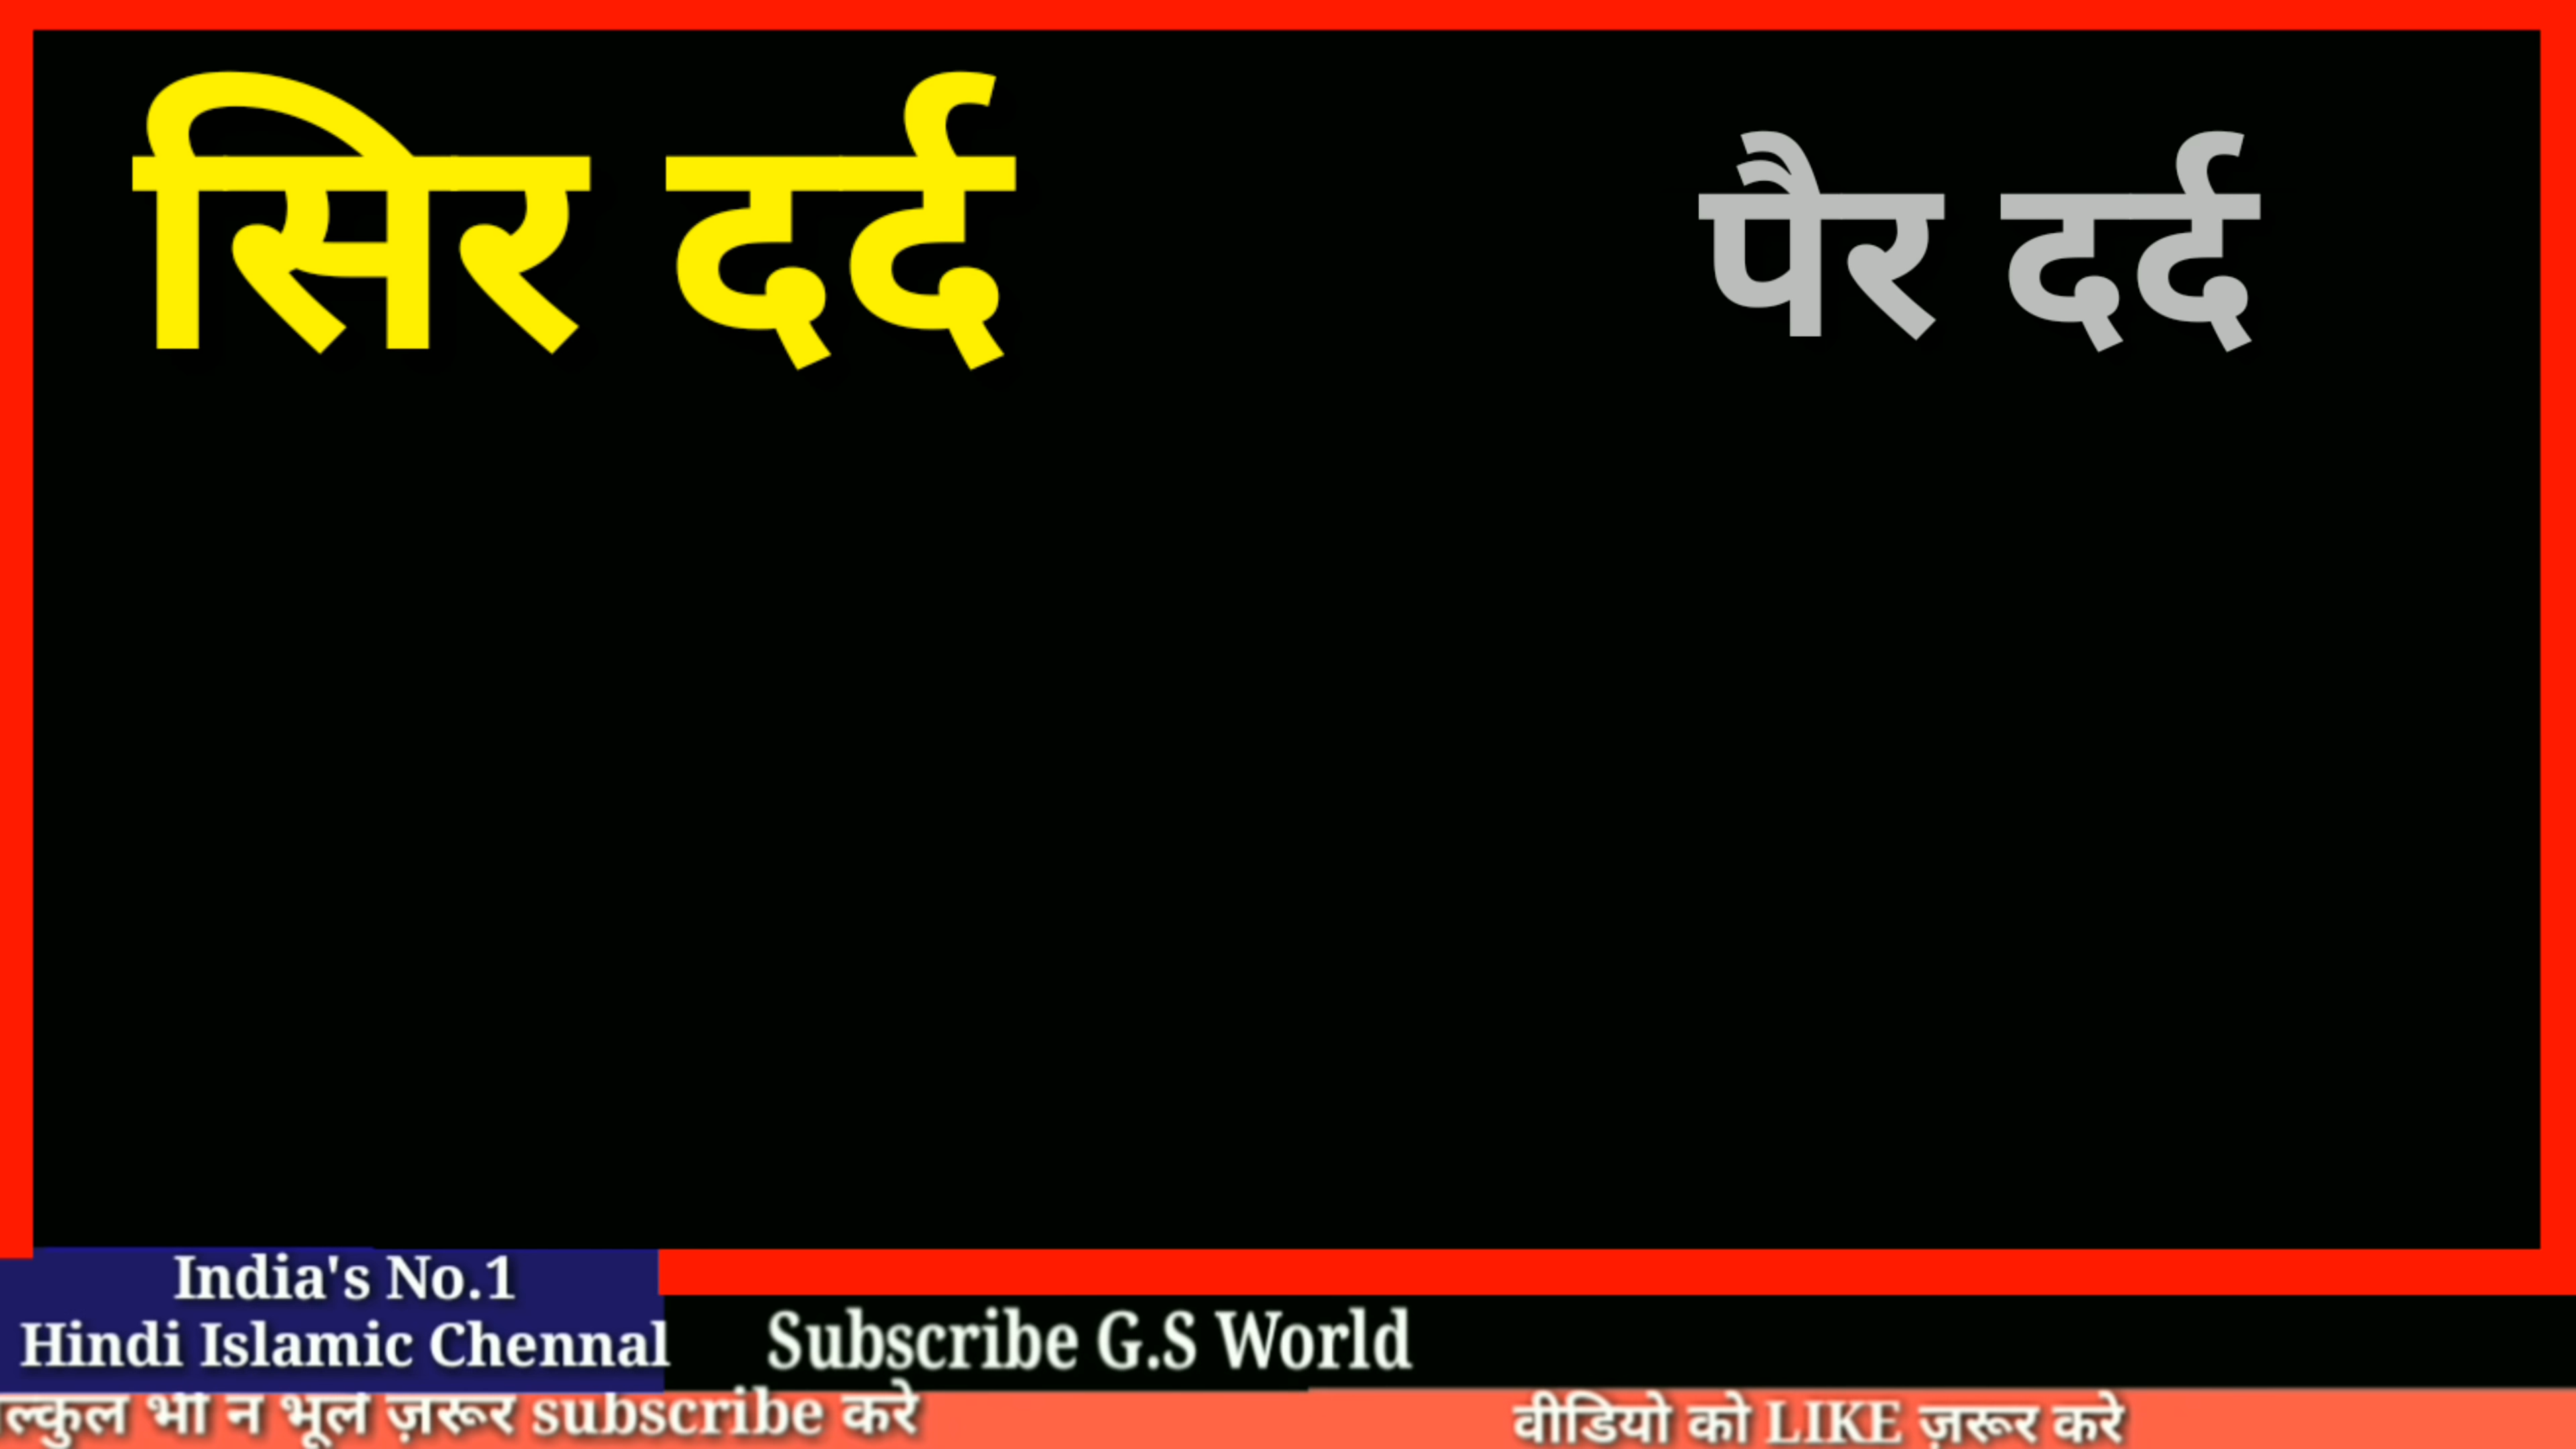 सिर दर्द
पैर दर्द
India's No.1
Hindi Islamic Chennal
Subscribe G.S World
भी न भूलें ज़रूर subscribe करे
वीडियो को LIKE ज़रूर करे